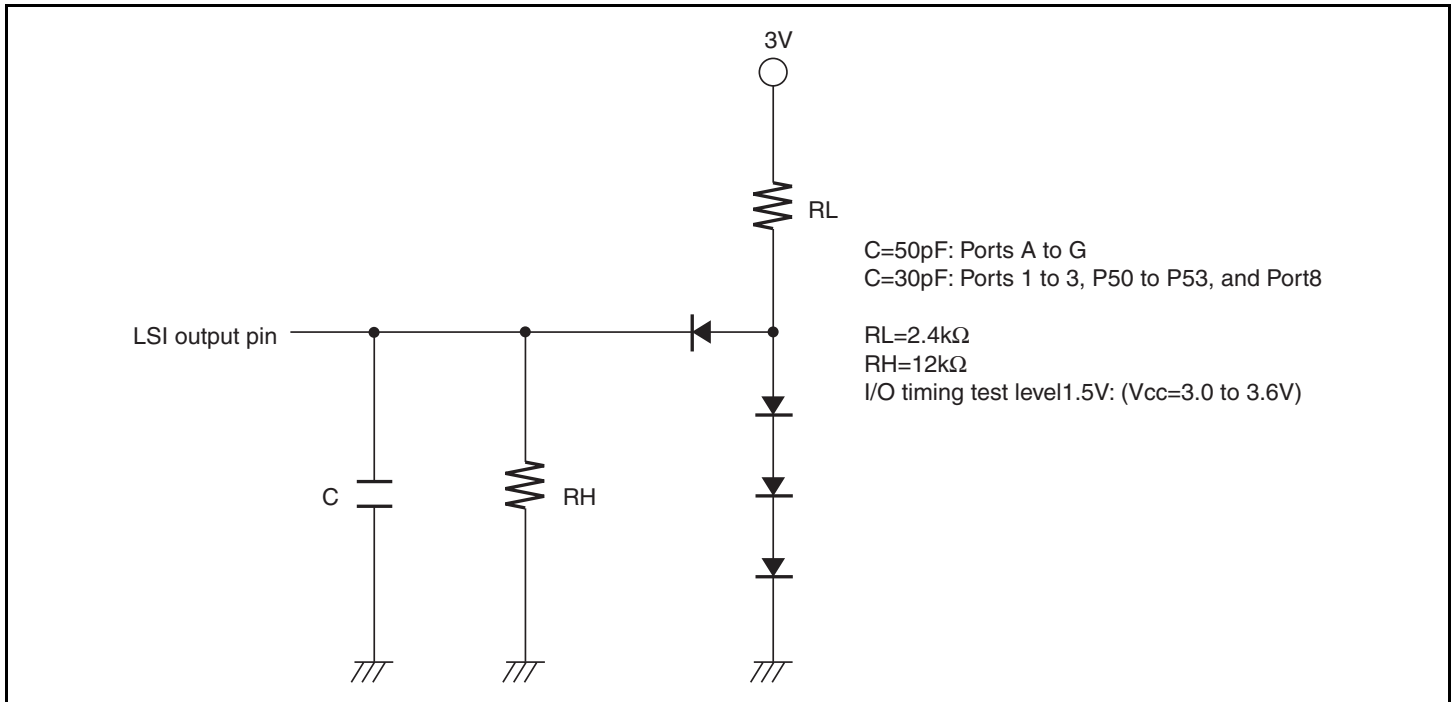 3V
RL
C=50pF: Ports A to G
C=30pF: Ports 1 to 3, P50 to P53, and Port8
LSI output pin
RL=2.4kΩ
RH=12kΩ
I/O timing test level1.5V: (Vcc=3.0 to 3.6V)
C
RH